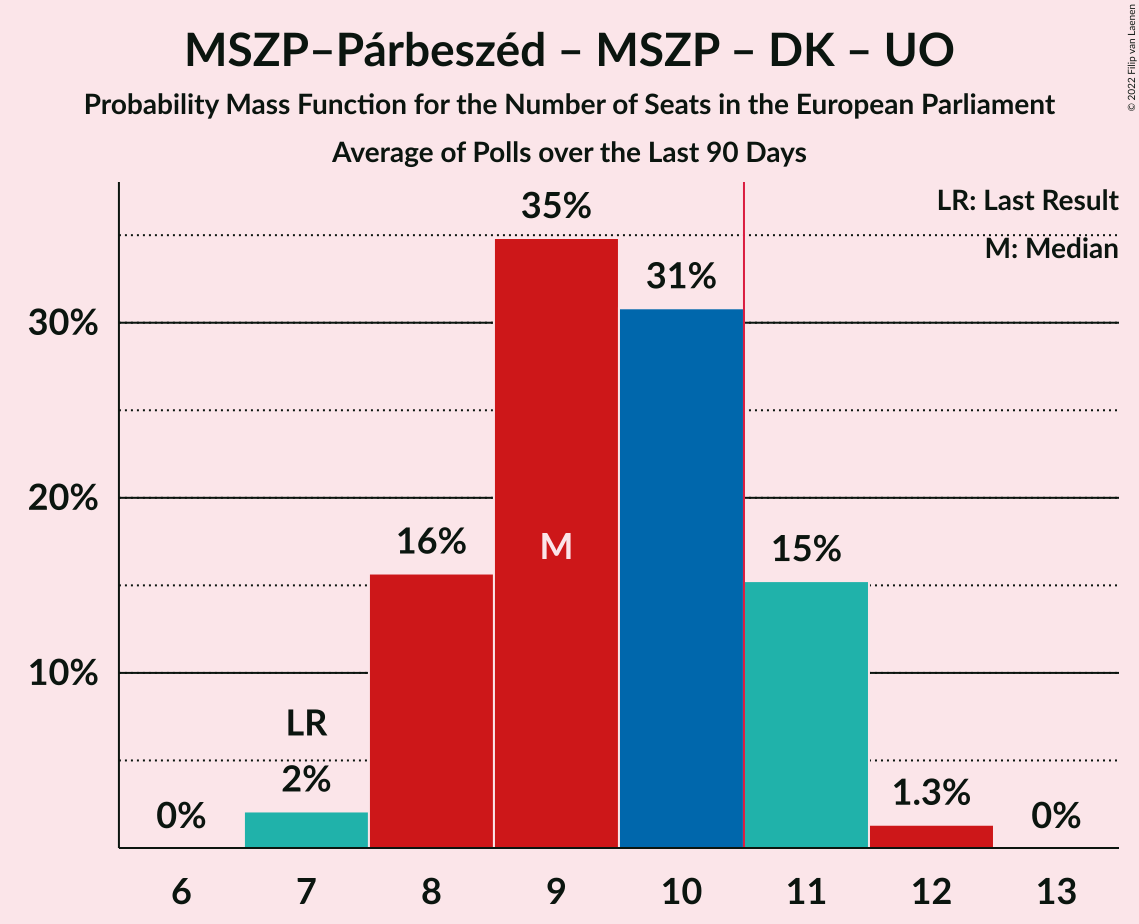 MSZP–Párbeszéd – MSZP – DK – UO
Probability Mass Function for the Number of Seats in the European Parliament
Average of Polls over the Last 90 Days
© 2022 Filip van Laenen
LR: Last Result
M: Median
35%
31%
30%
20%
16%
M
15%
10%
LR
2%
0%
1.3%
0%
6 7 8 9 10 11 12 13